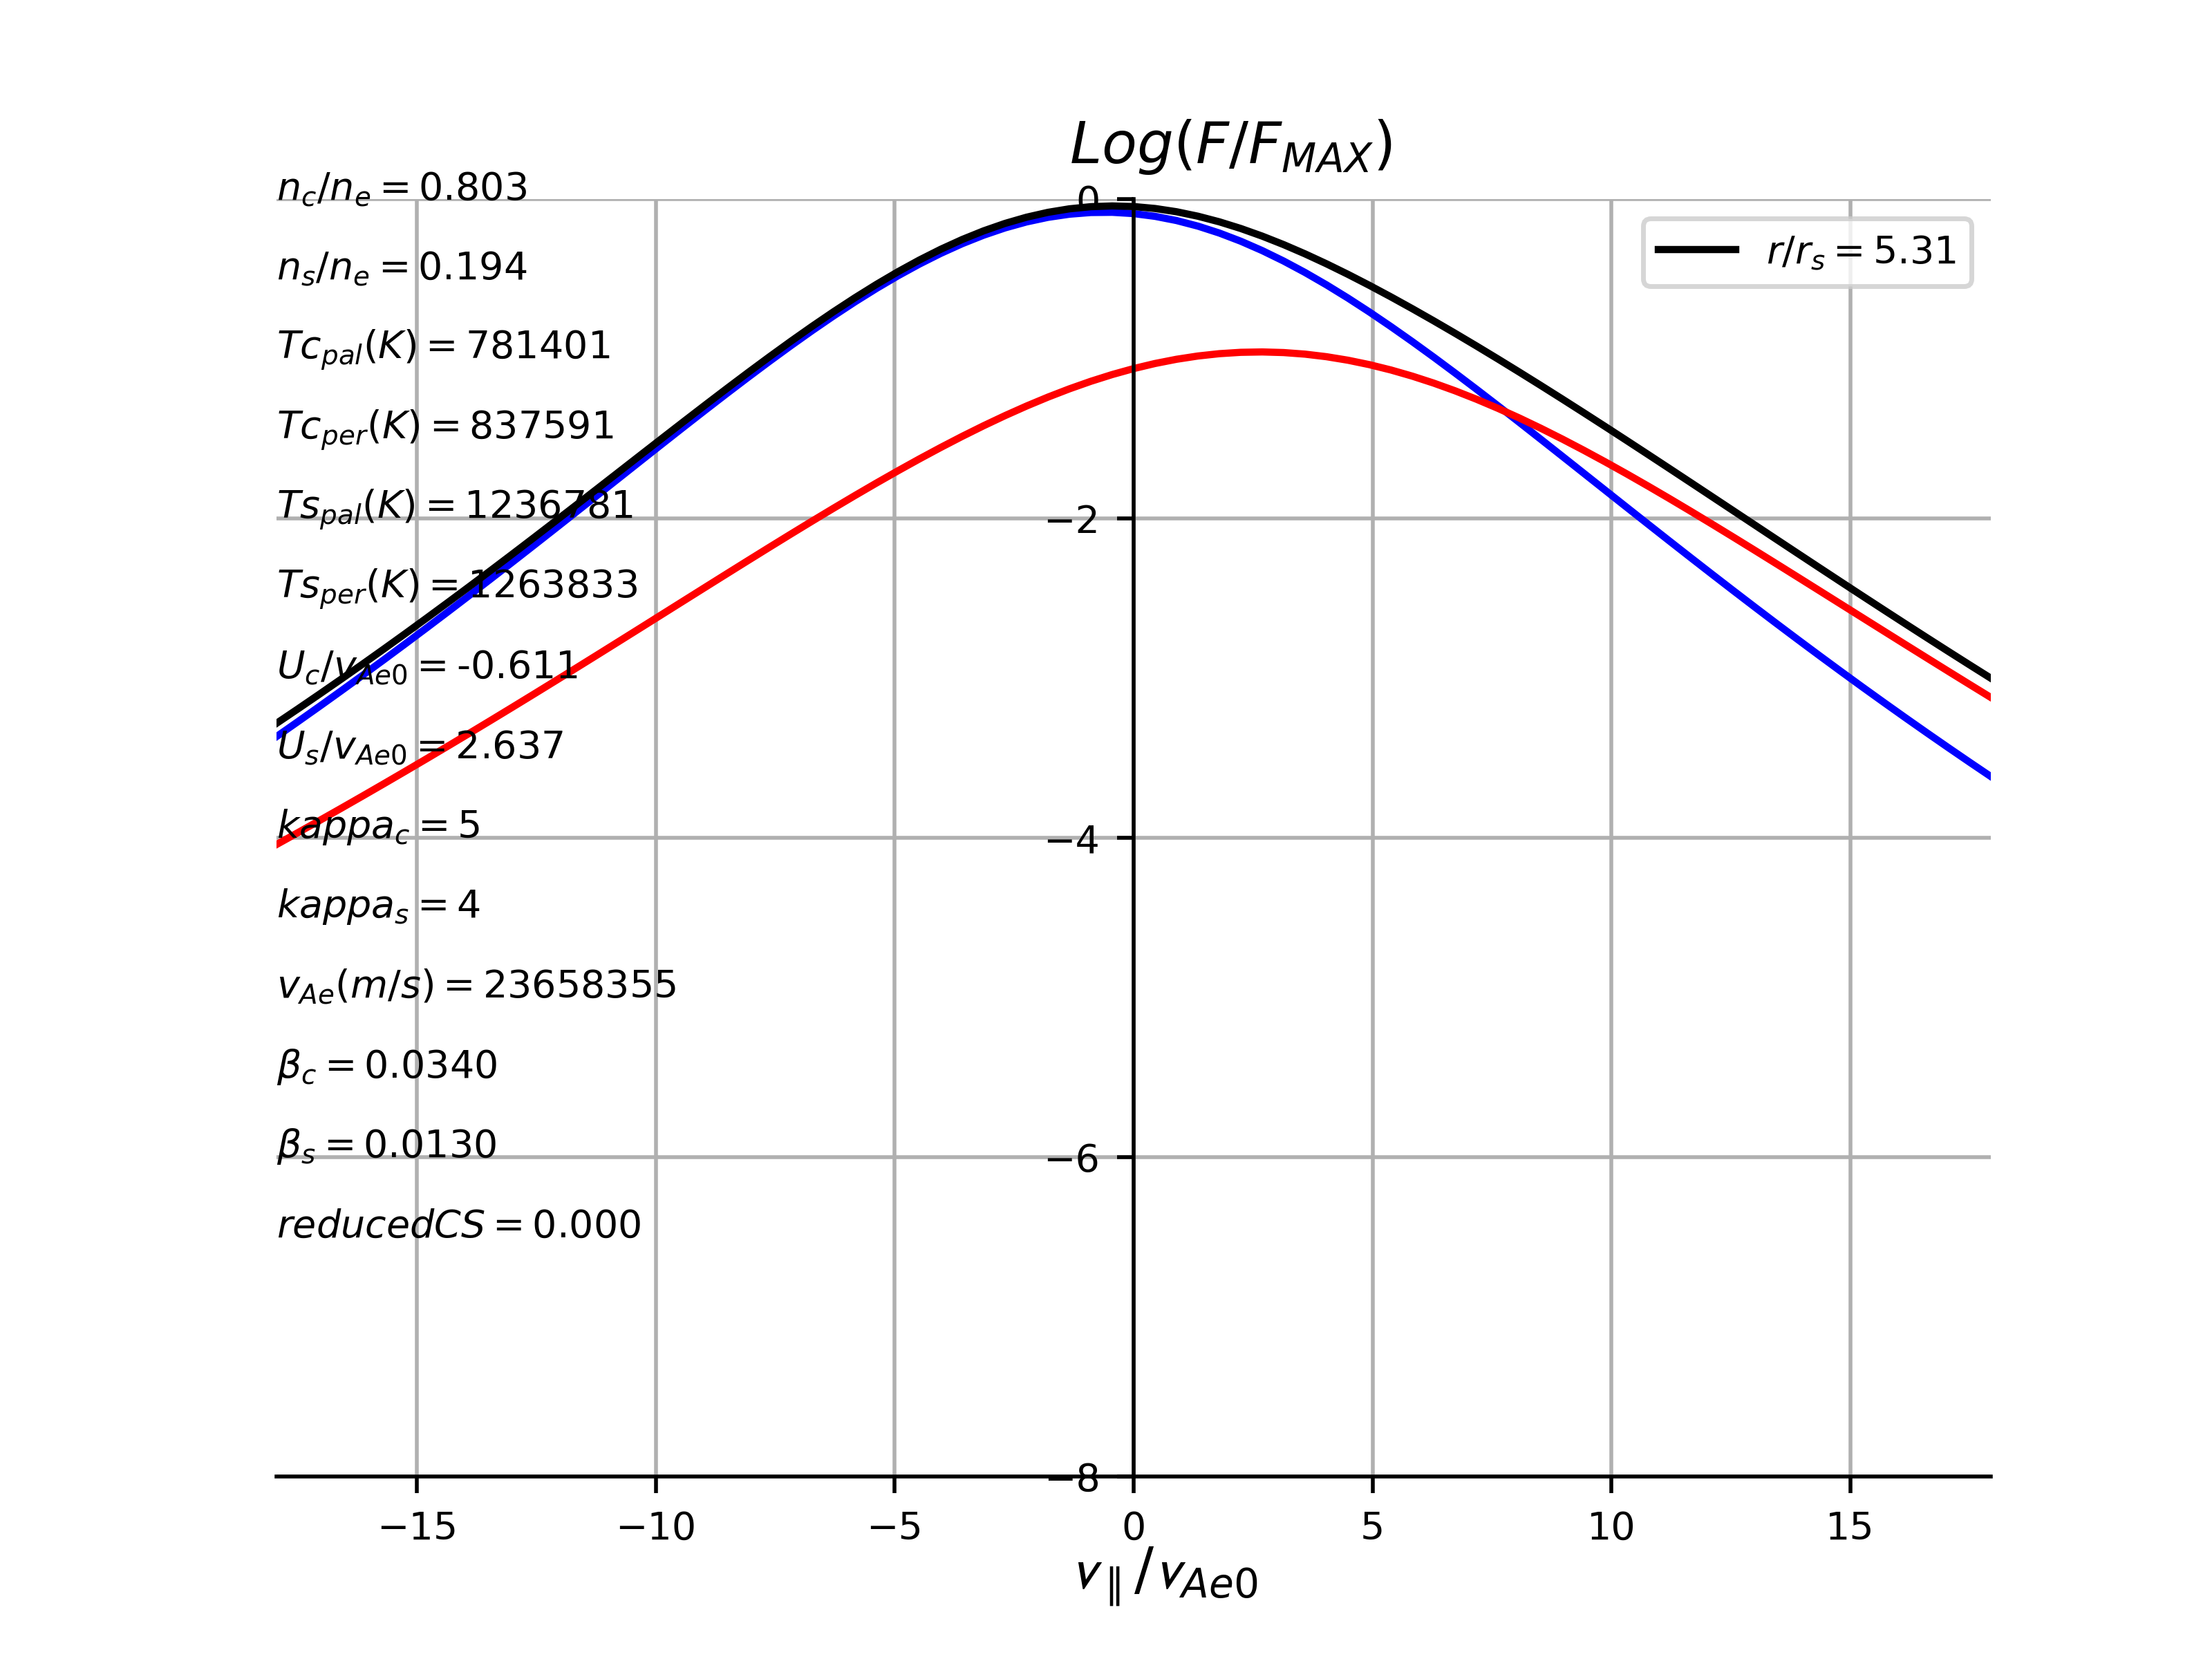 Log(F/F_MAX)
n_c/n_e = 0.803
0
n_s/n_e = 0.194
r/r_s = 5.31
Tc_pal(K) = 781401
Tc_per(K) = 837591
Ts_pal(K) = 1236781
−2
Ts_per(K) = 1263833
U_c/v_Ae0 = -0.611
U_s/v_Ae0 = 2.637
kappa_c = 5
−4
kappa_s = 4
v_Ae(m/s) = 23658355
β_c = 0.0340
β_s = 0.0130
−6
reducedCS = 0.000
−8
−15 −10 −5 0 5 10 15
v_∥/v_Ae0